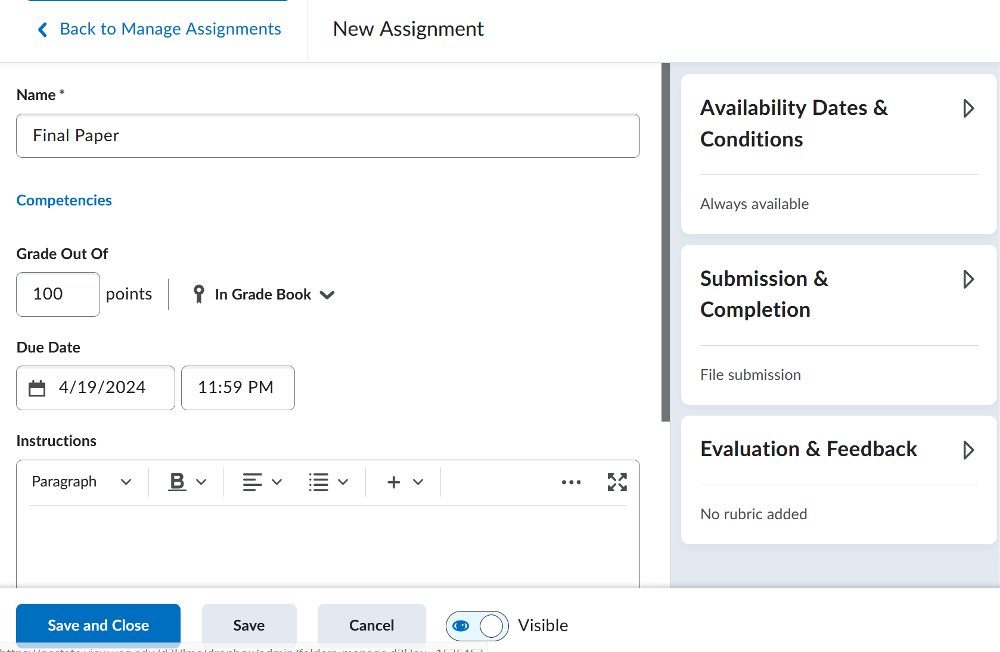 Back to Manage Assignments
New Assignment
Name *
Final Paper
Competencies
Grade Out Of
100 points
In Grade Book
Due Date
4/19/2024
11:59 PM
Instructions
Paragraph
B
Availability Dates &
Conditions
Always available
Submission &
Completion
File submission
Evaluation & Feedback
No rubric added
Save and Close
Save
Cancel
Visible